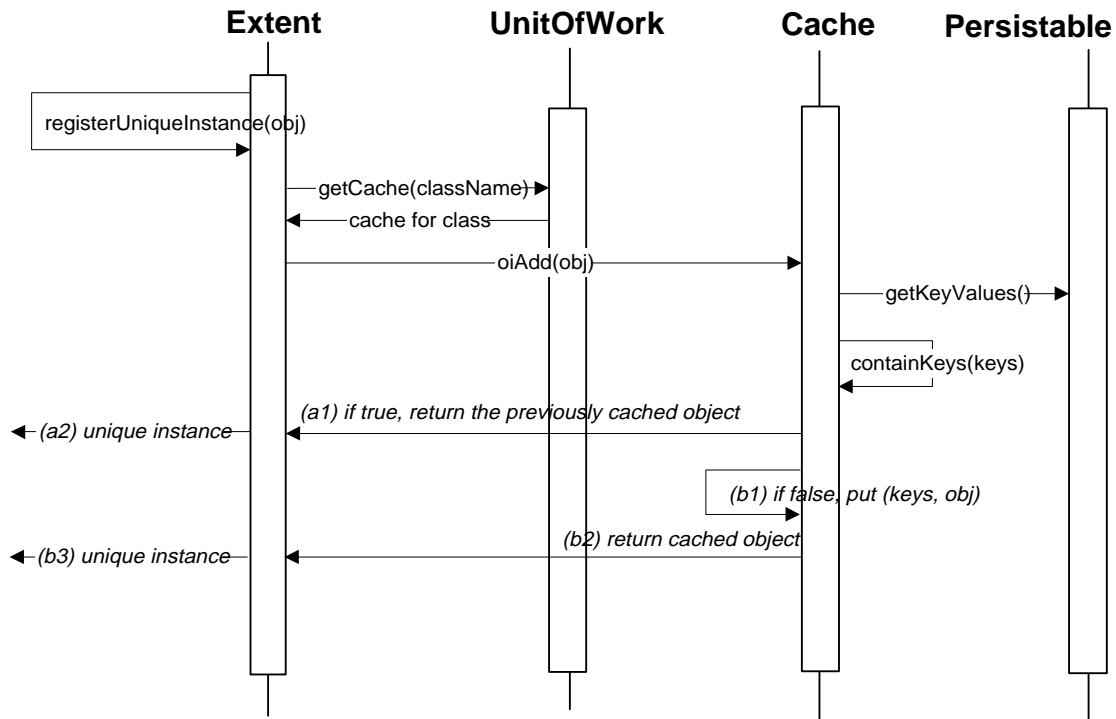 Extent
UnitOfWork
Cache
Persistable
registerUniqueInstance(obj)
getCache(className)
cache for class
oiAdd(obj)
getKeyValues()
containKeys(keys)
(a1) if true, return the previously cached object
(a2) unique instance
(b1) if false, put (keys, obj)
(b2) return cached object
(b3) unique instance